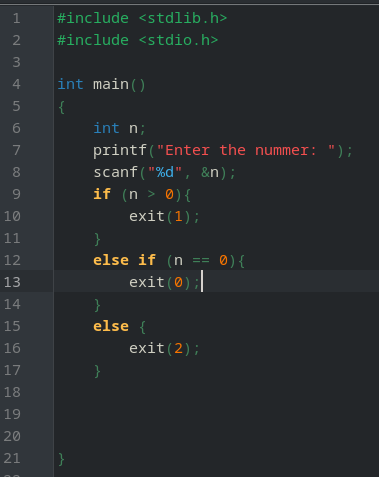 1 #include <stdlib.h>
2 #include <stdio.h>
3
4 int main()
5 {
6     int n;
7     printf("Enter the nummer: ");
8     scanf("%d", &n);
9     if (n > 0){
10         exit(1);
11     }
12     else if (n == 0){
13         exit(0);
14     }
15     else {
16         exit(2);
17     }
18
19
20
21 }